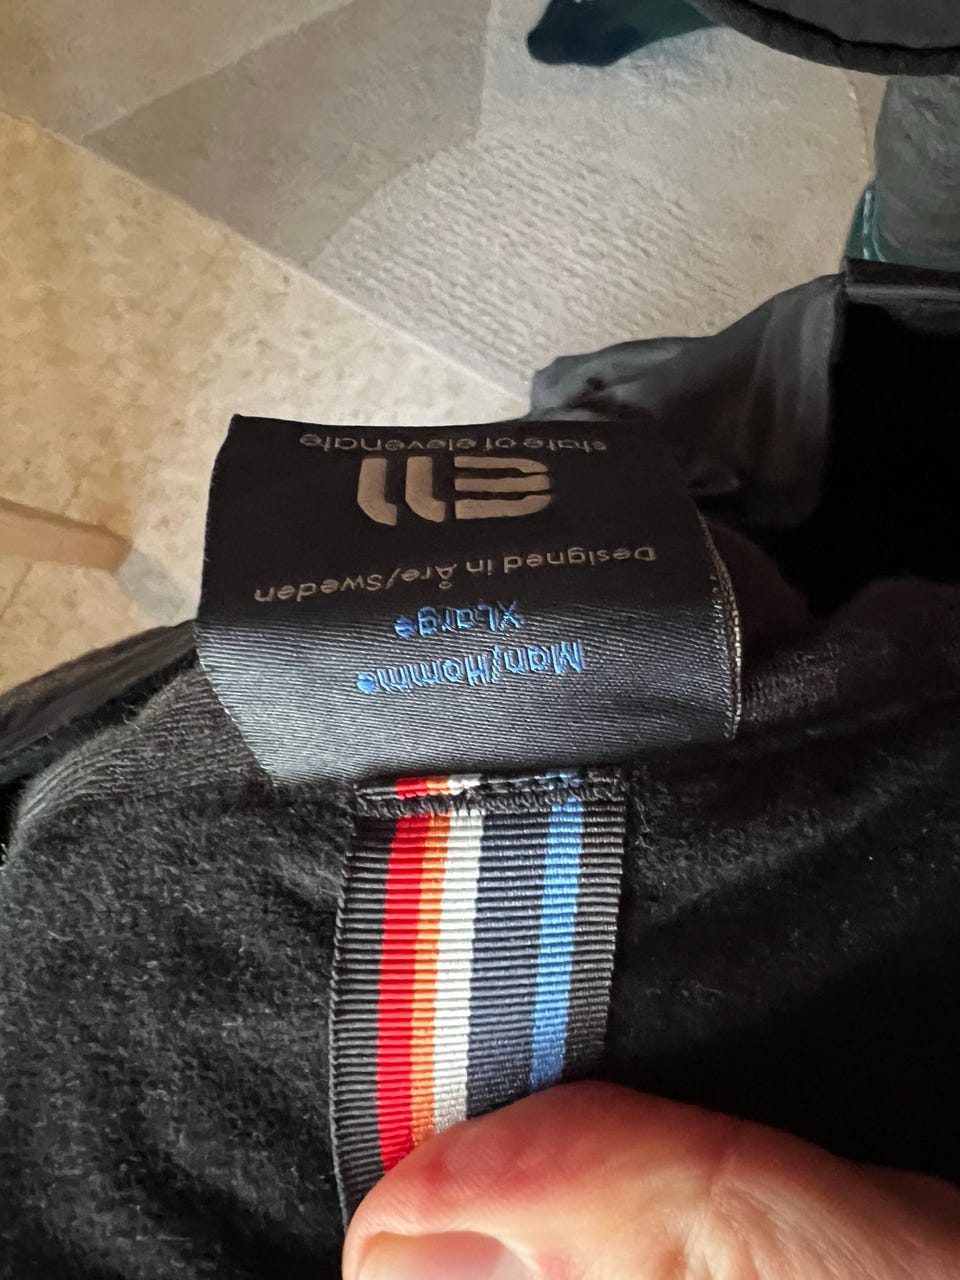 Man/Homme
XLarge
Designed in Åre/Sweden
state of elevenate